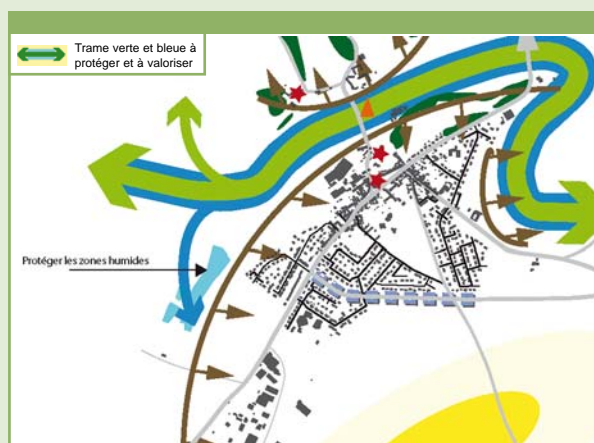 Trame verte et bleue à
protéger et à valoriser
Protéger les zones humides